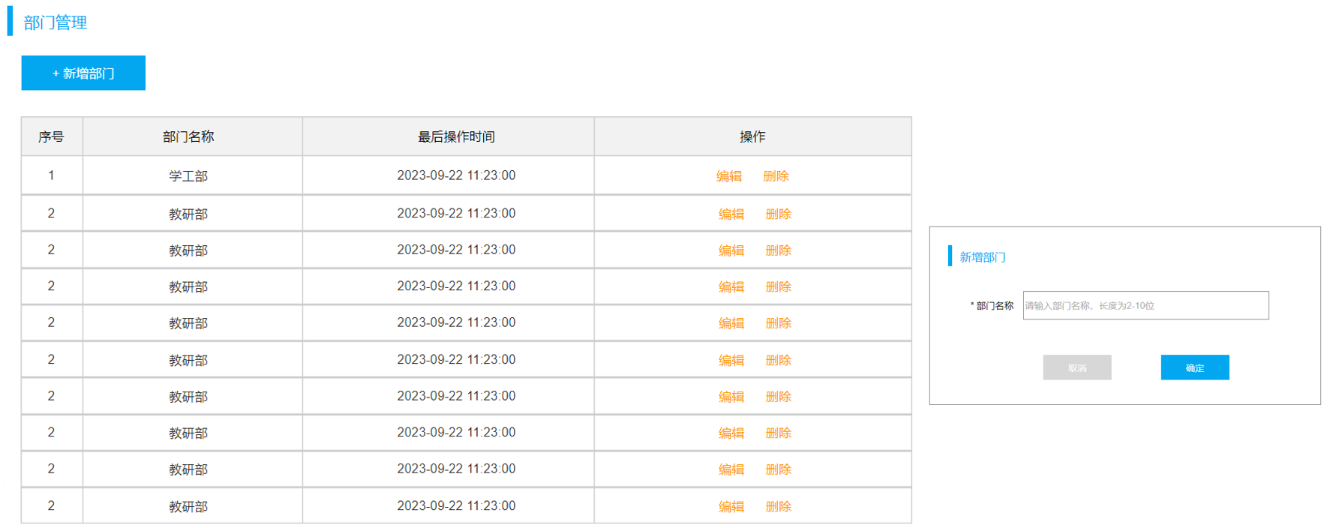 部门管理
+ 新增部门
序号 部门名称 最后操作时间 操作
1 学工部 2023-09-22 11:23:00 编辑 删除
2 教研部 2023-09-22 11:23:00 编辑 删除
2 教研部 2023-09-22 11:23:00 编辑 删除
2 教研部 2023-09-22 11:23:00 编辑 删除
2 教研部 2023-09-22 11:23:00 编辑 删除
2 教研部 2023-09-22 11:23:00 编辑 删除
2 教研部 2023-09-22 11:23:00 编辑 删除
2 教研部 2023-09-22 11:23:00 编辑 删除
2 教研部 2023-09-22 11:23:00 编辑 删除
2 教研部 2023-09-22 11:23:00 编辑 删除
新增部门
* 部门名称 请输入部门名称，长度为2-10位
取消 确定